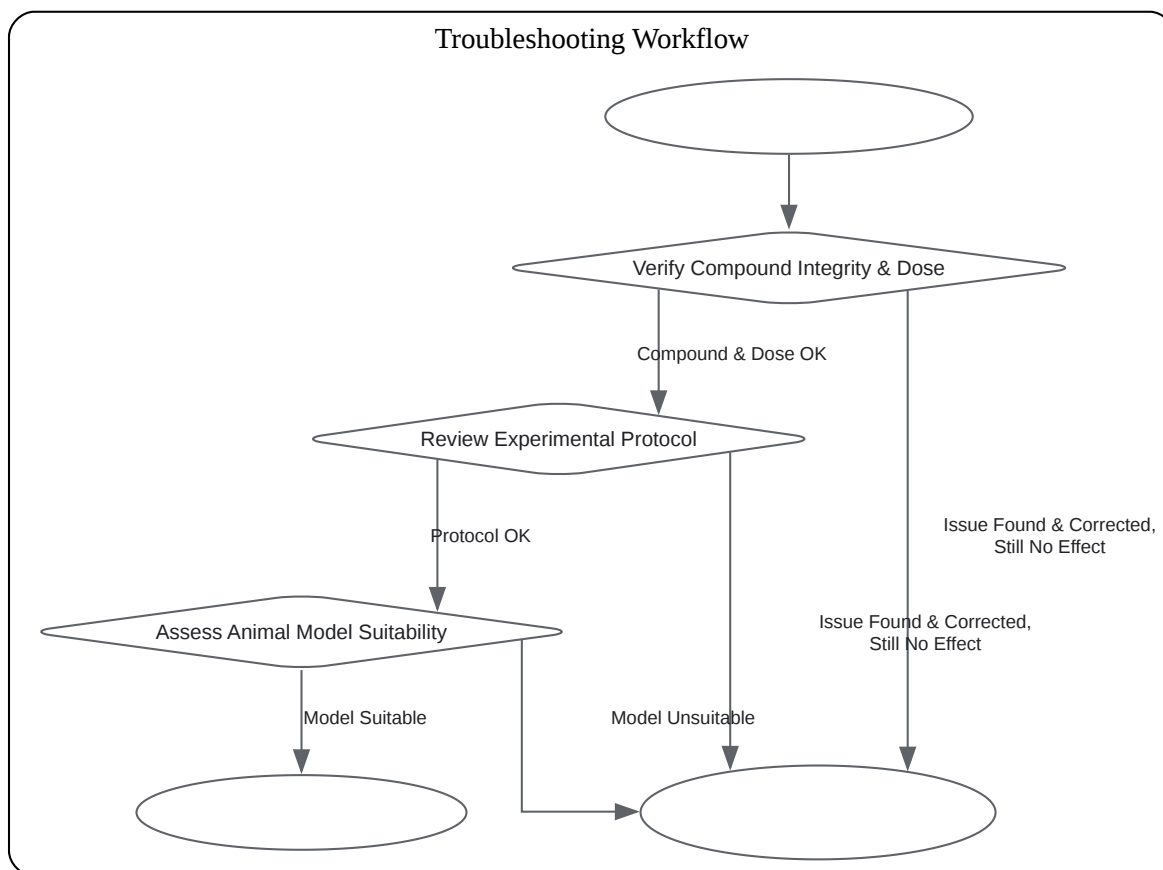 Troubleshooting Workflow
Verify Compound Integrity & Dose
Compound & Dose OK
Review Experimental Protocol
Protocol OK
Issue Found & Corrected,
Still No Effect
Assess Animal Model Suitability
Issue Found & Corrected,
Still No Effect
Model Suitable
Model Unsuitable